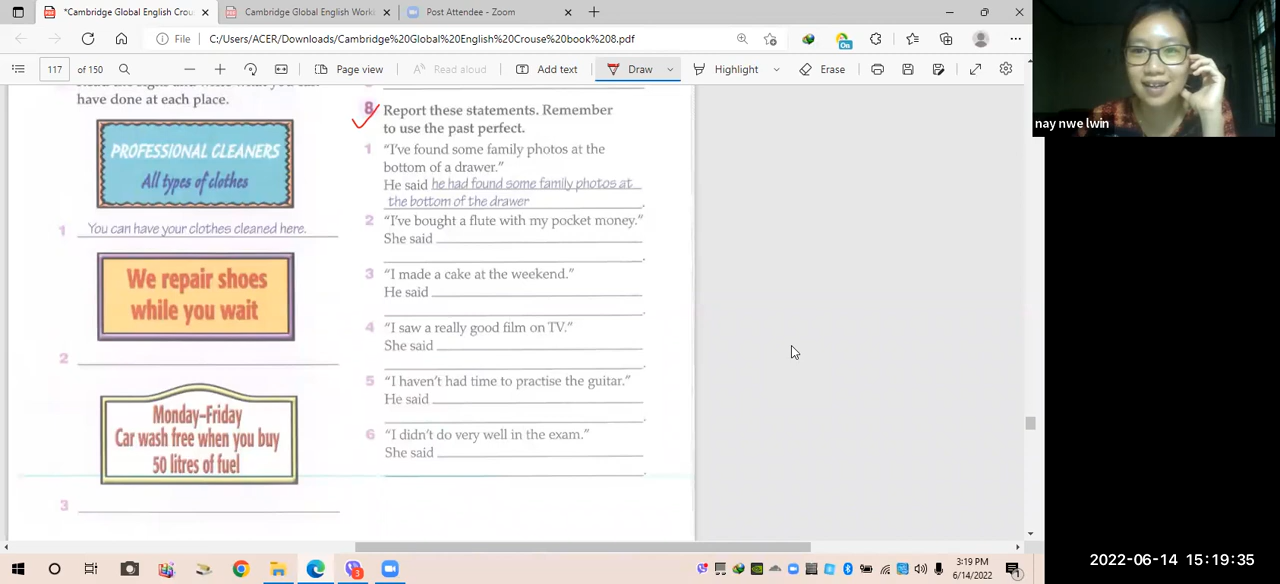 *Cambridge Global English Crou
Cambridge Global English Worki
Post Attendee - Zoom
File
C:/Users/ACER/Downloads/Cambridge%20Global%20English%20Crouse%20book%208.pdf
On
117 of 150
Page view
Read aloud
Add text
Draw
Highlight
Erase
nay nwe lwin
have done at each place.
PROFESSIONAL CLEANERS
All types of clothes
1 You can have your clothes cleaned here.
We repair shoes
while you wait
2
Monday–Friday
Car wash free when you buy
50 litres of fuel
3
8 Report these statements. Remember
to use the past perfect.
1 "I've found some family photos at the
bottom of a drawer."
He said he had found some family photos at
the bottom of the drawer.
2 "I've bought a flute with my pocket money."
She said
.
3 "I made a cake at the weekend."
He said
.
4 "I saw a really good film on TV."
She said
.
5 "I haven't had time to practise the guitar."
He said
.
6 "I didn't do very well in the exam."
She said
.
3
3:19 PM
6/14/2022
1
2022-06-14 15:19:35